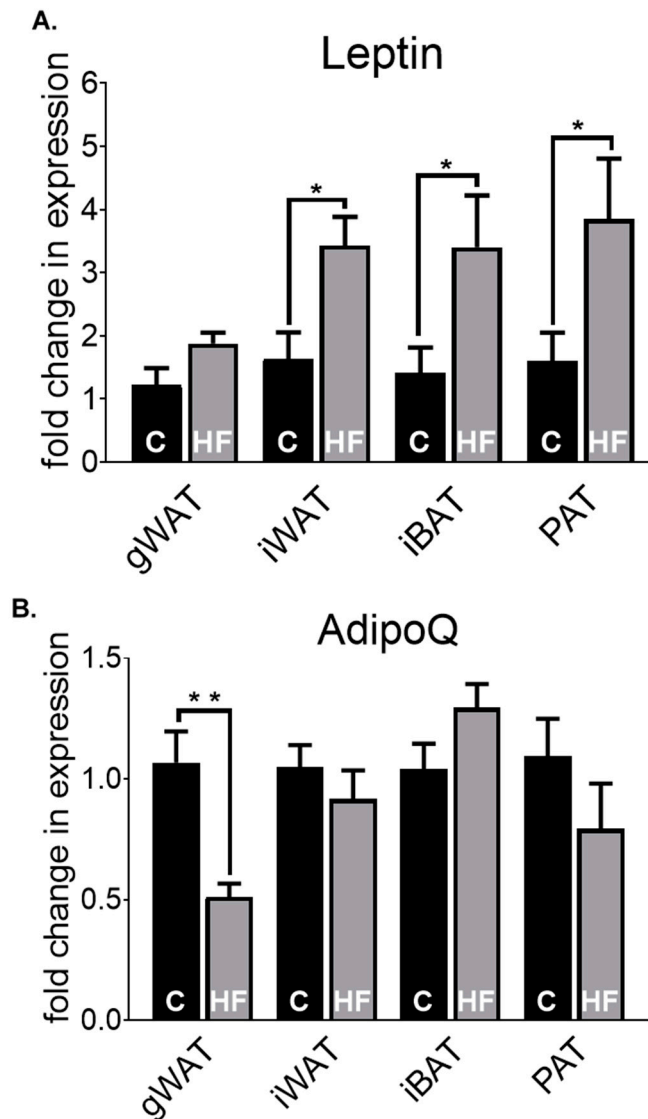 A.
Leptin
fold change in expression
6
5
4
3
2
1
0
*
*
*
C HF C HF C HF C HF
gWAT iWAT iBAT PAT
B.
AdipoQ
fold change in expression
1.5
1.0
0.5
0.0
**
C HF C HF C HF C HF
gWAT iWAT iBAT PAT